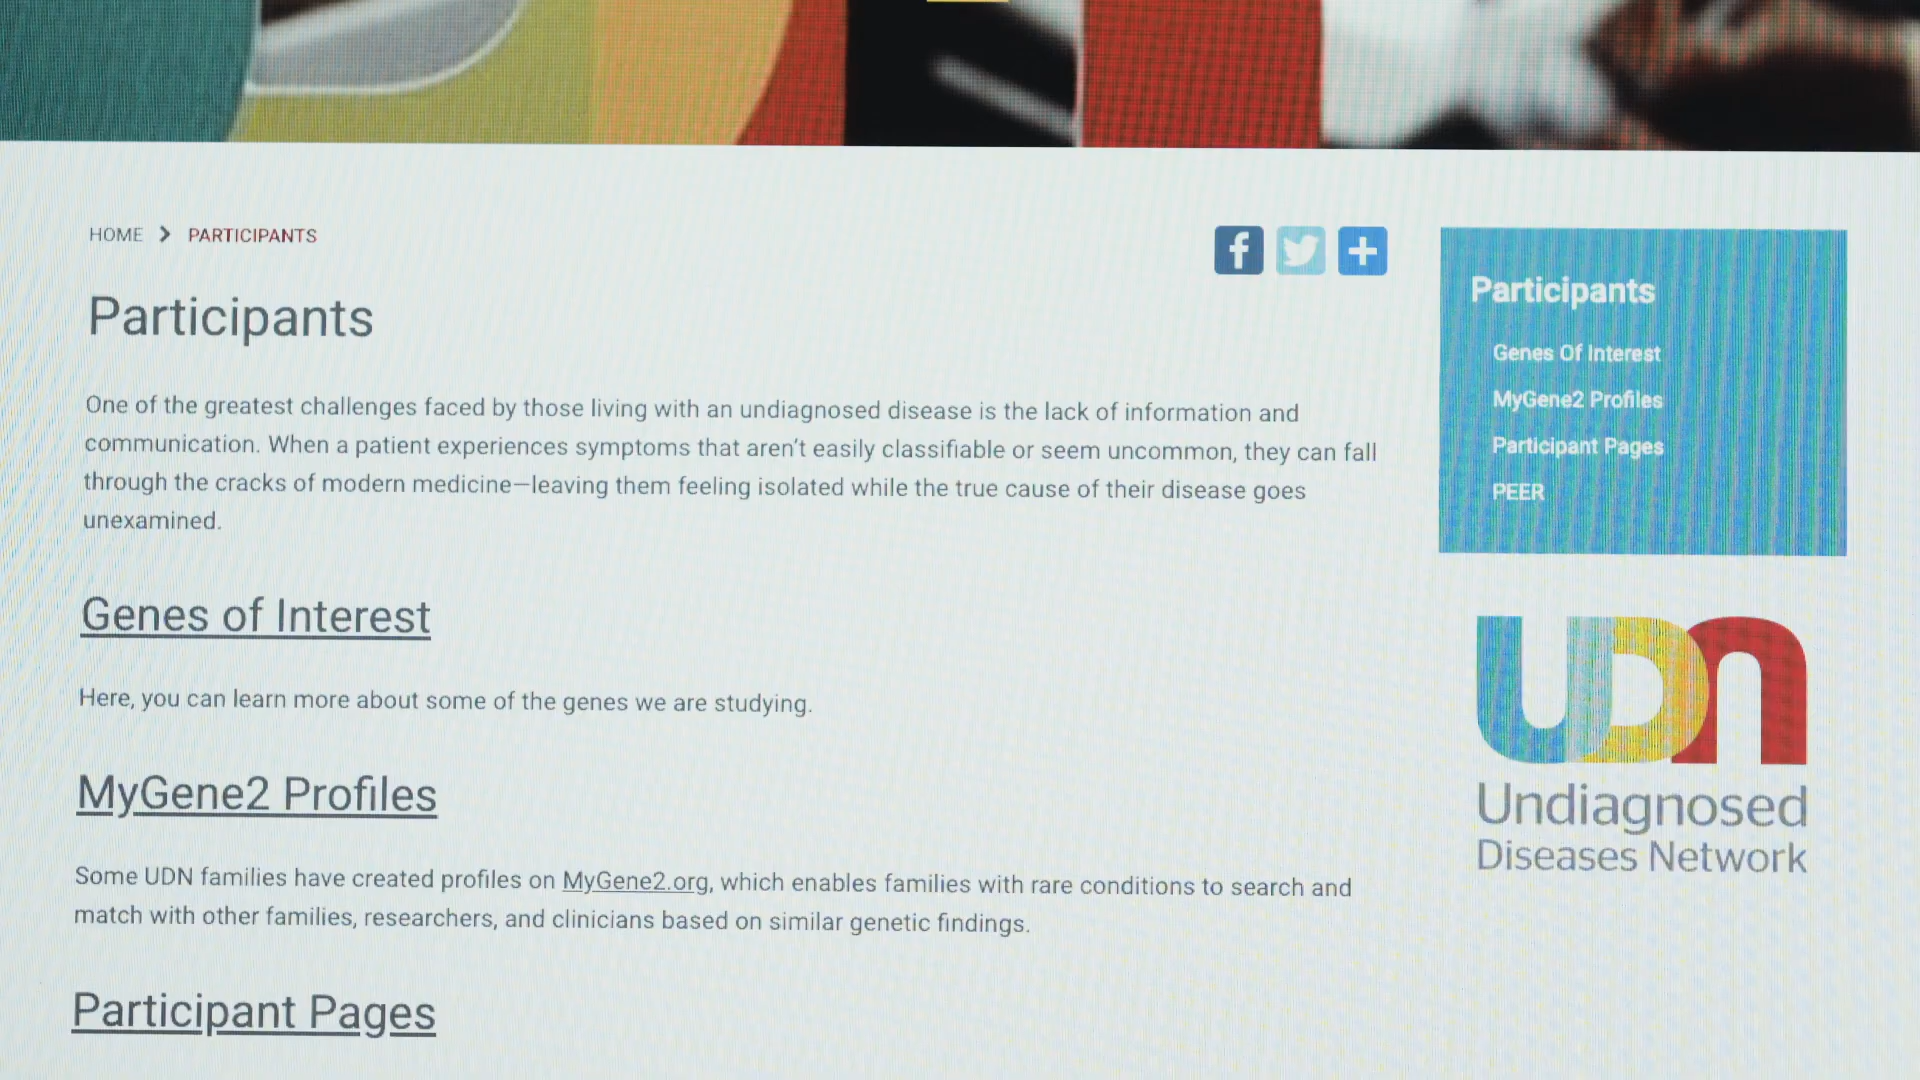 HOME > PARTICIPANTS
Participants
One of the greatest challenges faced by those living with an undiagnosed disease is the lack of information and
communication. When a patient experiences symptoms that aren't easily classifiable or seem uncommon, they can fall
through the cracks of modern medicine—leaving them feeling isolated while the true cause of their disease goes
unexamined.
Genes of Interest
Here, you can learn more about some of the genes we are studying.
MyGene2 Profiles
Some UDN families have created profiles on MyGene2.org, which enables families with rare conditions to search and
match with other families, researchers, and clinicians based on similar genetic findings.
Participant Pages
Participants
Genes Of Interest
MyGene2 Profiles
Participant Pages
PEER
UDN
Undiagnosed
Diseases Network